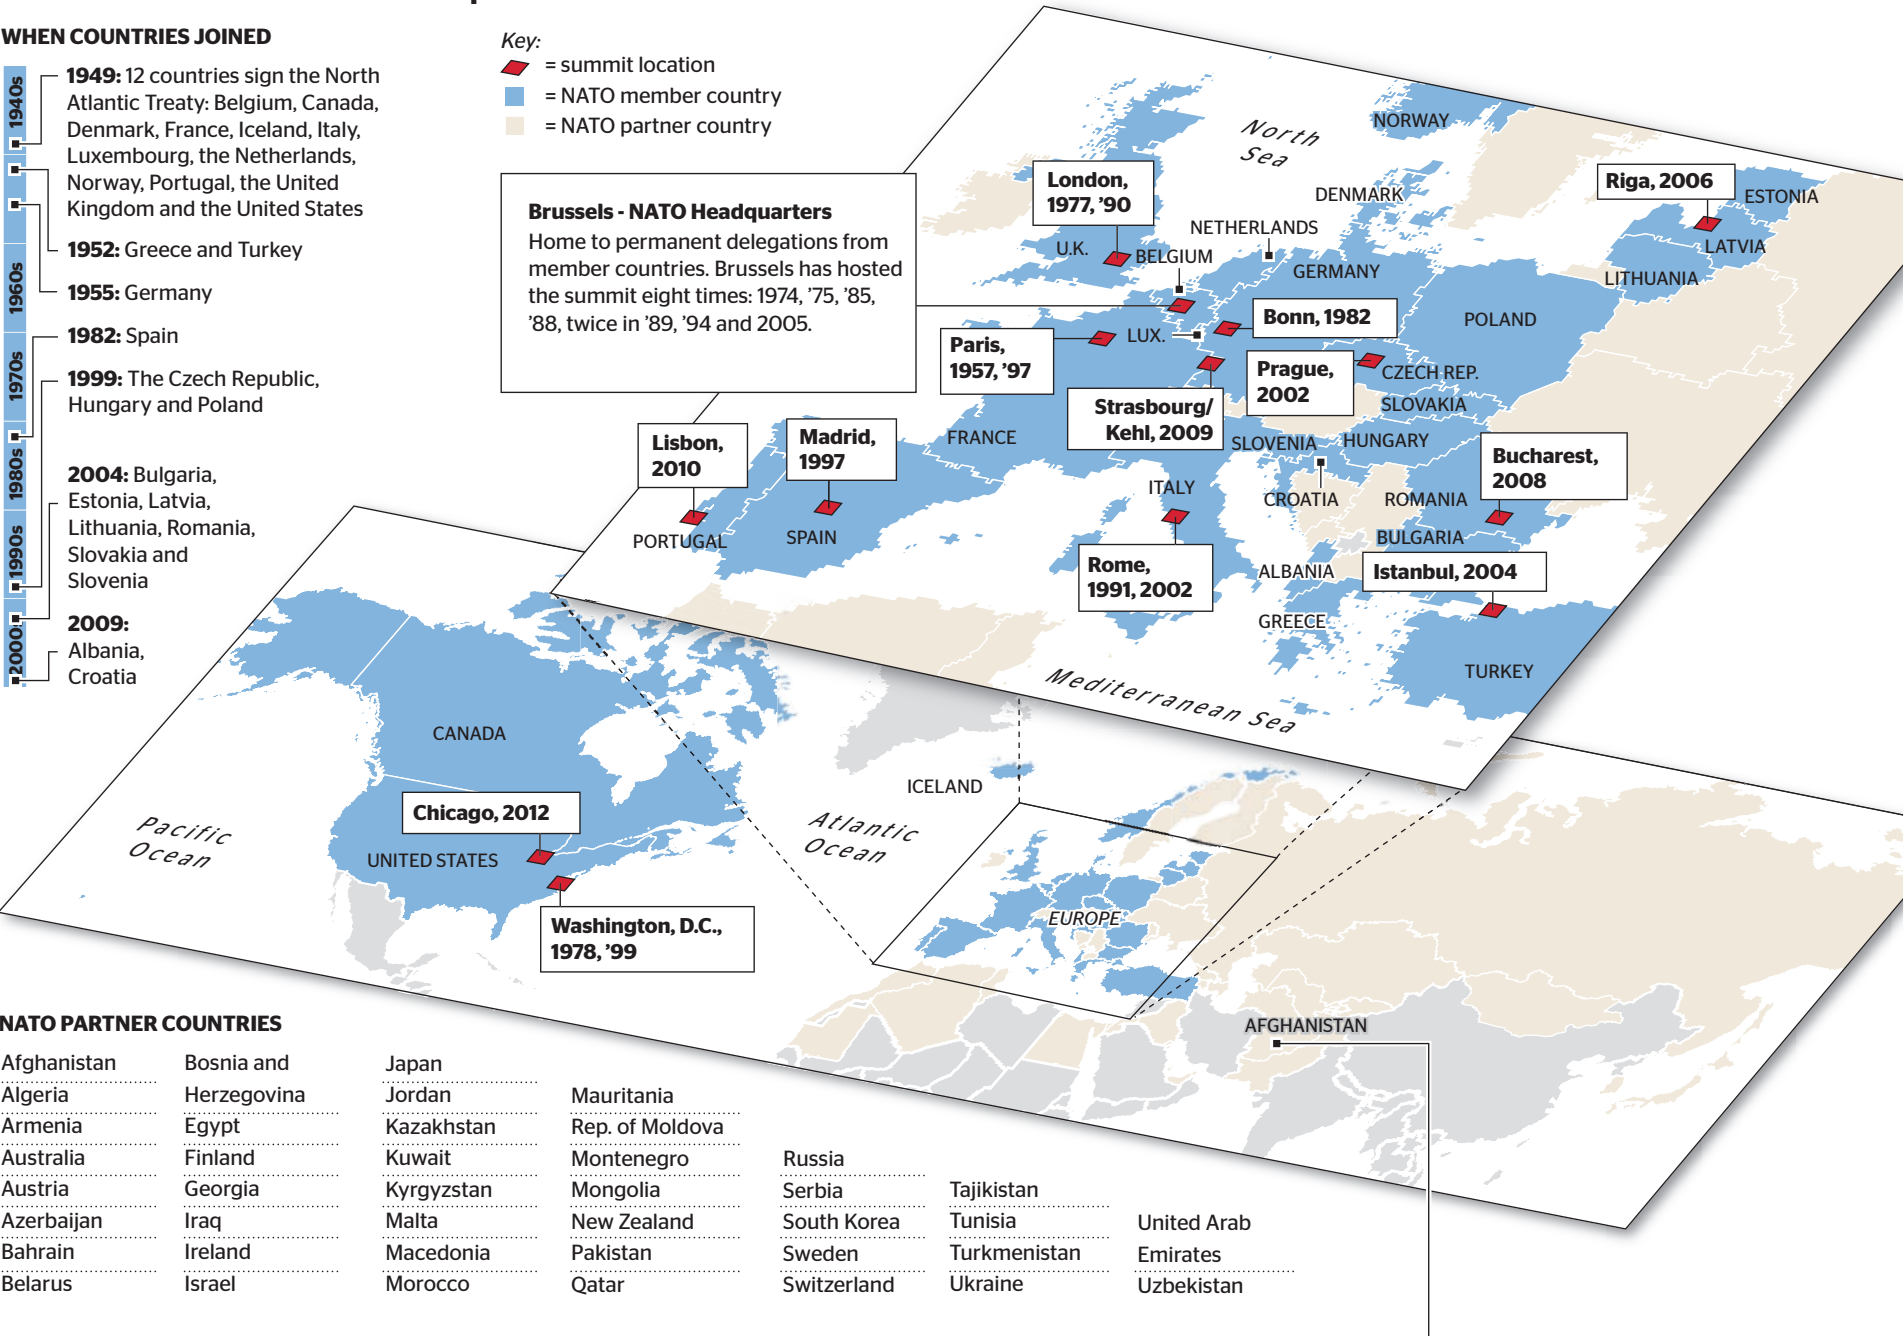 WHEN COUNTRIES JOINED
1940s
1960s
1970s
1980s
1990s
2000
1949: 12 countries sign the North
Atlantic Treaty: Belgium, Canada,
Denmark, France, Iceland, Italy,
Luxembourg, the Netherlands,
Norway, Portugal, the United
Kingdom and the United States
1952: Greece and Turkey
1955: Germany
1982: Spain
1999: The Czech Republic,
Hungary and Poland
2004: Bulgaria,
Estonia, Latvia,
Lithuania, Romania,
Slovakia and
Slovenia
2009:
Albania,
Croatia
Key:
= summit location
= NATO member country
= NATO partner country
Brussels - NATO Headquarters
Home to permanent delegations from
member countries. Brussels has hosted
the summit eight times: 1974, ’75, ’85,
’88, twice in ’89, ’94 and 2005.
North
Sea
NORWAY
London,
1977, ’90
DENMARK
Riga, 2006
ESTONIA
NETHERLANDS
U.K.
BELGIUM
GERMANY
LATVIA
LITHUANIA
Bonn, 1982
POLAND
Paris,
1957, ’97
LUX.
Prague,
2002
CZECH REP.
SLOVAKIA
Strasbourg/
Kehl, 2009
FRANCE
SLOVENIA
HUNGARY
Lisbon,
2010
Madrid,
1997
Bucharest,
2008
ITALY
CROATIA
ROMANIA
PORTUGAL
SPAIN
BULGARIA
Rome,
1991, 2002
ALBANIA
Istanbul, 2004
GREECE
TURKEY
Mediterranean Sea
CANADA
ICELAND
Chicago, 2012
Pacific
Ocean
Atlantic
Ocean
UNITED STATES
Washington, D.C.,
1978, ’99
EUROPE
AFGHANISTAN
NATO PARTNER COUNTRIES
Afghanistan
Algeria
Armenia
Australia
Austria
Azerbaijan
Bahrain
Belarus
Bosnia and
Herzegovina
Egypt
Finland
Georgia
Iraq
Ireland
Israel
Japan
Jordan
Kazakhstan
Kuwait
Kyrgyzstan
Malta
Macedonia
Morocco
Mauritania
Rep. of Moldova
Montenegro
Mongolia
New Zealand
Pakistan
Qatar
Russia
Serbia
South Korea
Sweden
Switzerland
Tajikistan
Tunisia
Turkmenistan
Ukraine
United Arab
Emirates
Uzbekistan